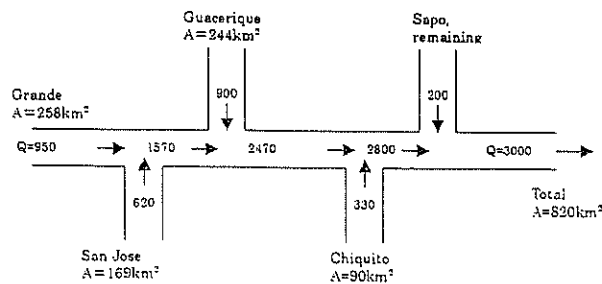 Guacerique
A=244km²
Sapo,
remaining
Grande
A=258km²
900
200
Q=950
1570
2470
2800
Q=3000
620
330
Total
A=820km²
San Jose
A=169km²
Chiquito
A=90km²